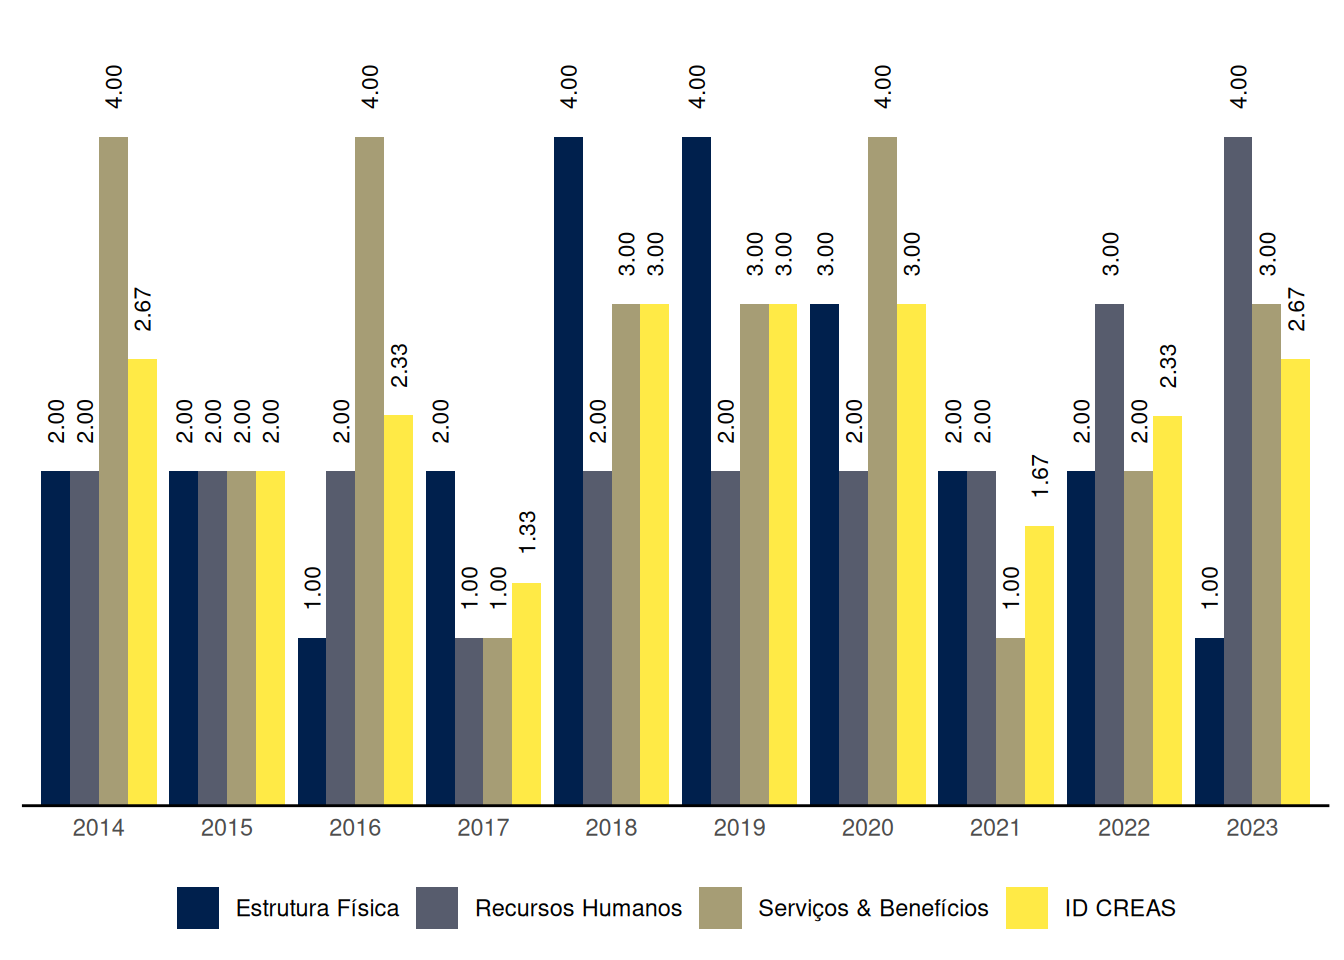 4.00 4.00 4.00 4.00 4.00 4.00
3.00 3.00 3.00 3.00 3.00 3.00 3.00 3.00
2.67 2.67
2.33 2.33
2.00 2.00 2.00 2.00 2.00 2.00 2.00 2.00 2.00 2.00 2.00 2.00 2.00 2.00 2.00
1.67
1.33
1.00 1.00 1.00 1.00 1.00
2014 2015 2016 2017 2018 2019 2020 2021 2022 2023
Estrutura Física Recursos Humanos Serviços & Benefícios ID CREAS